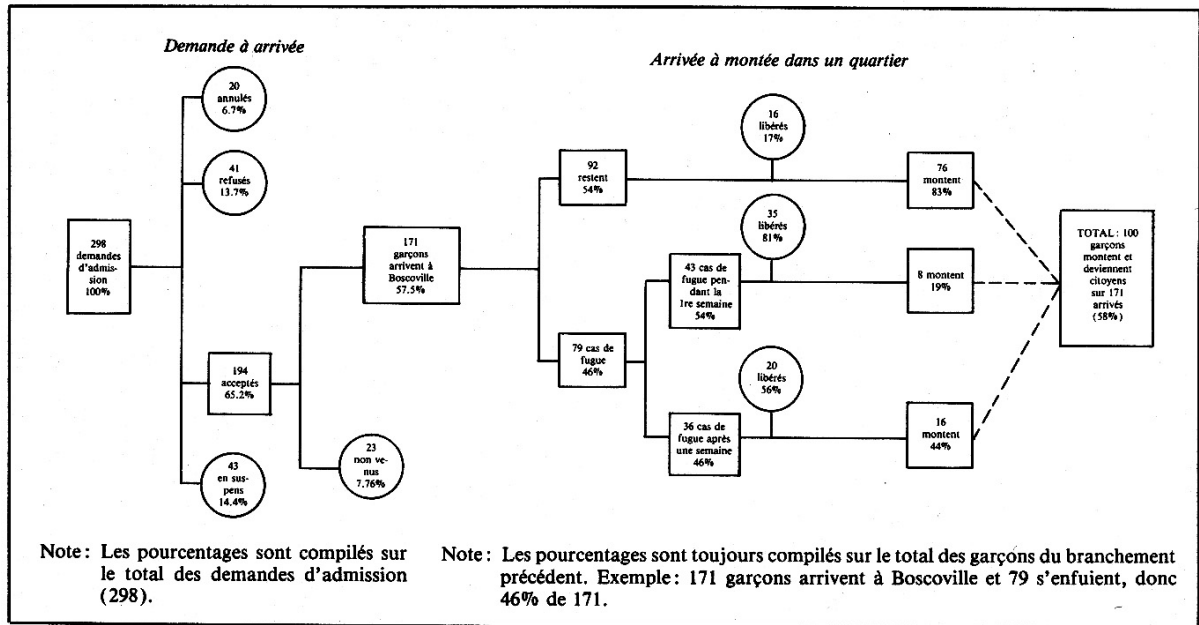 Demande à arrivée
20
annulés
6.7%
41
refusés
13.7%
298
demandes
d'admis-
sion
100%
194
acceptés
65.2%
43
en sus-
pens
14.4%
171
garçons
arrivent à
Boscoville
57.5%
23
non ve-
nus
7.76%
Note : Les pourcentages sont compilés sur
le total des demandes d'admission
(298).
Arrivée à montée dans un quartier
16
libérés
17%
92
restent
54%
76
montent
83%
35
libérés
81%
43 cas de
fugue pen-
dant la
1re semaine
54%
8 montent
19%
79 cas de
fugue
46%
20
libérés
56%
36 cas de
fugue après
une semaine
46%
16
montent
44%
TOTAL : 100
garçons
montent et
deviennent
citoyens
sur 171
arrivés
(58%)
Note : Les pourcentages sont toujours compilés sur le total des garçons du branchement
précédent. Exemple : 171 garçons arrivent à Boscoville et 79 s'enfuient, donc
46% de 171.